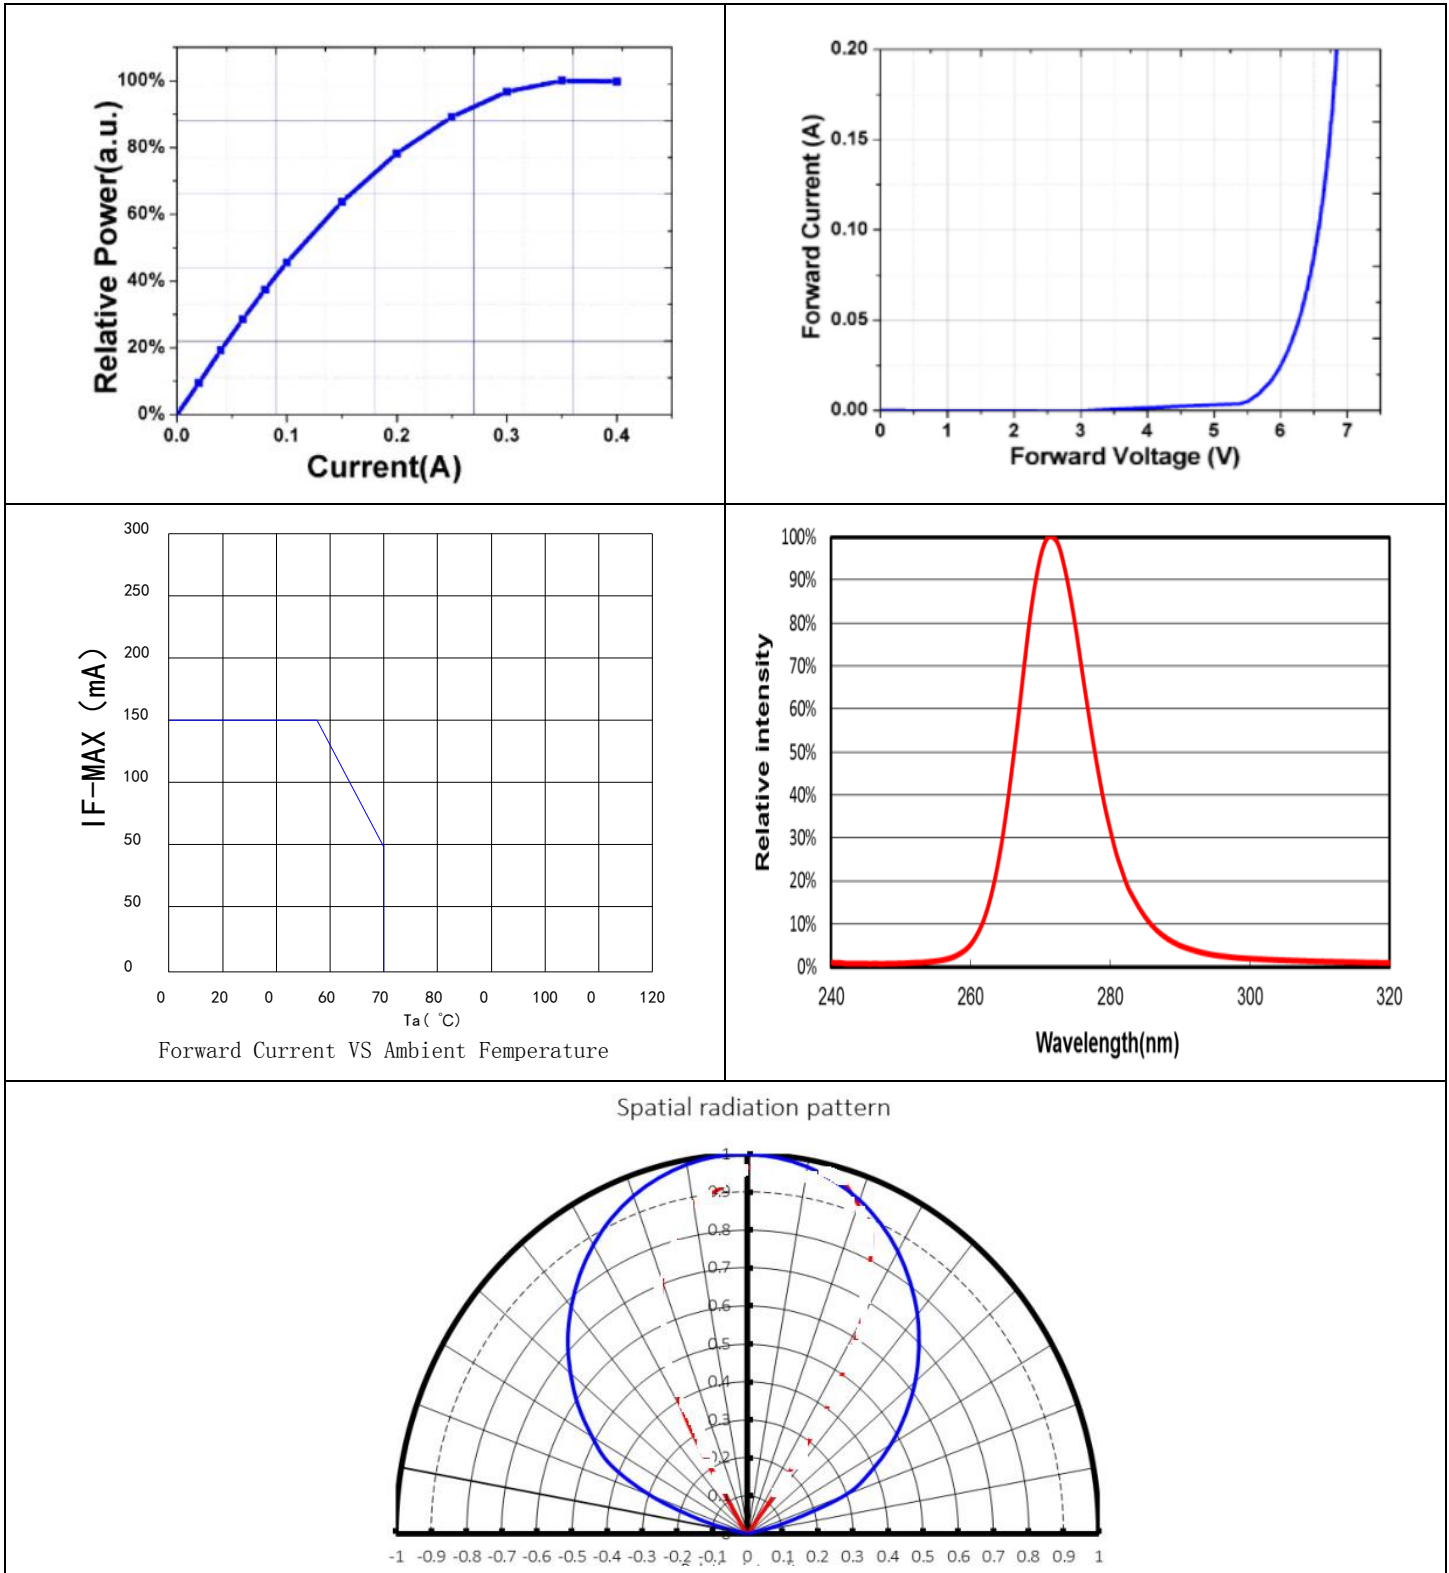 100%
80%
60%
40%
20%
0%
Relative Power(a.u.)
0.0 0.1 0.2 0.3 0.4
Current(A)
0.20
0.15
0.10
0.05
0.00
Forward Current (A)
0 1 2 3 4 5 6 7
Forward Voltage (V)
300
250
200
150
100
50
50
0
IF-MAX (mA)
0 20 0 60 70 80 0 100 0 120
Ta( ℃)
Forward Current VS Ambient Femperature
100%
90%
80%
70%
60%
50%
40%
30%
20%
10%
0%
Relative intensity
240 260 280 300 320
Wavelength(nm)
Spatial radiation pattern
1
0.9
0.8
0.7
0.6
0.5
0.4
0.3
0.2
0.1
0
-1 -0.9 -0.8 -0.7 -0.6 -0.5 -0.4 -0.3 -0.2 -0.1 0 0.1 0.2 0.3 0.4 0.5 0.6 0.7 0.8 0.9 1